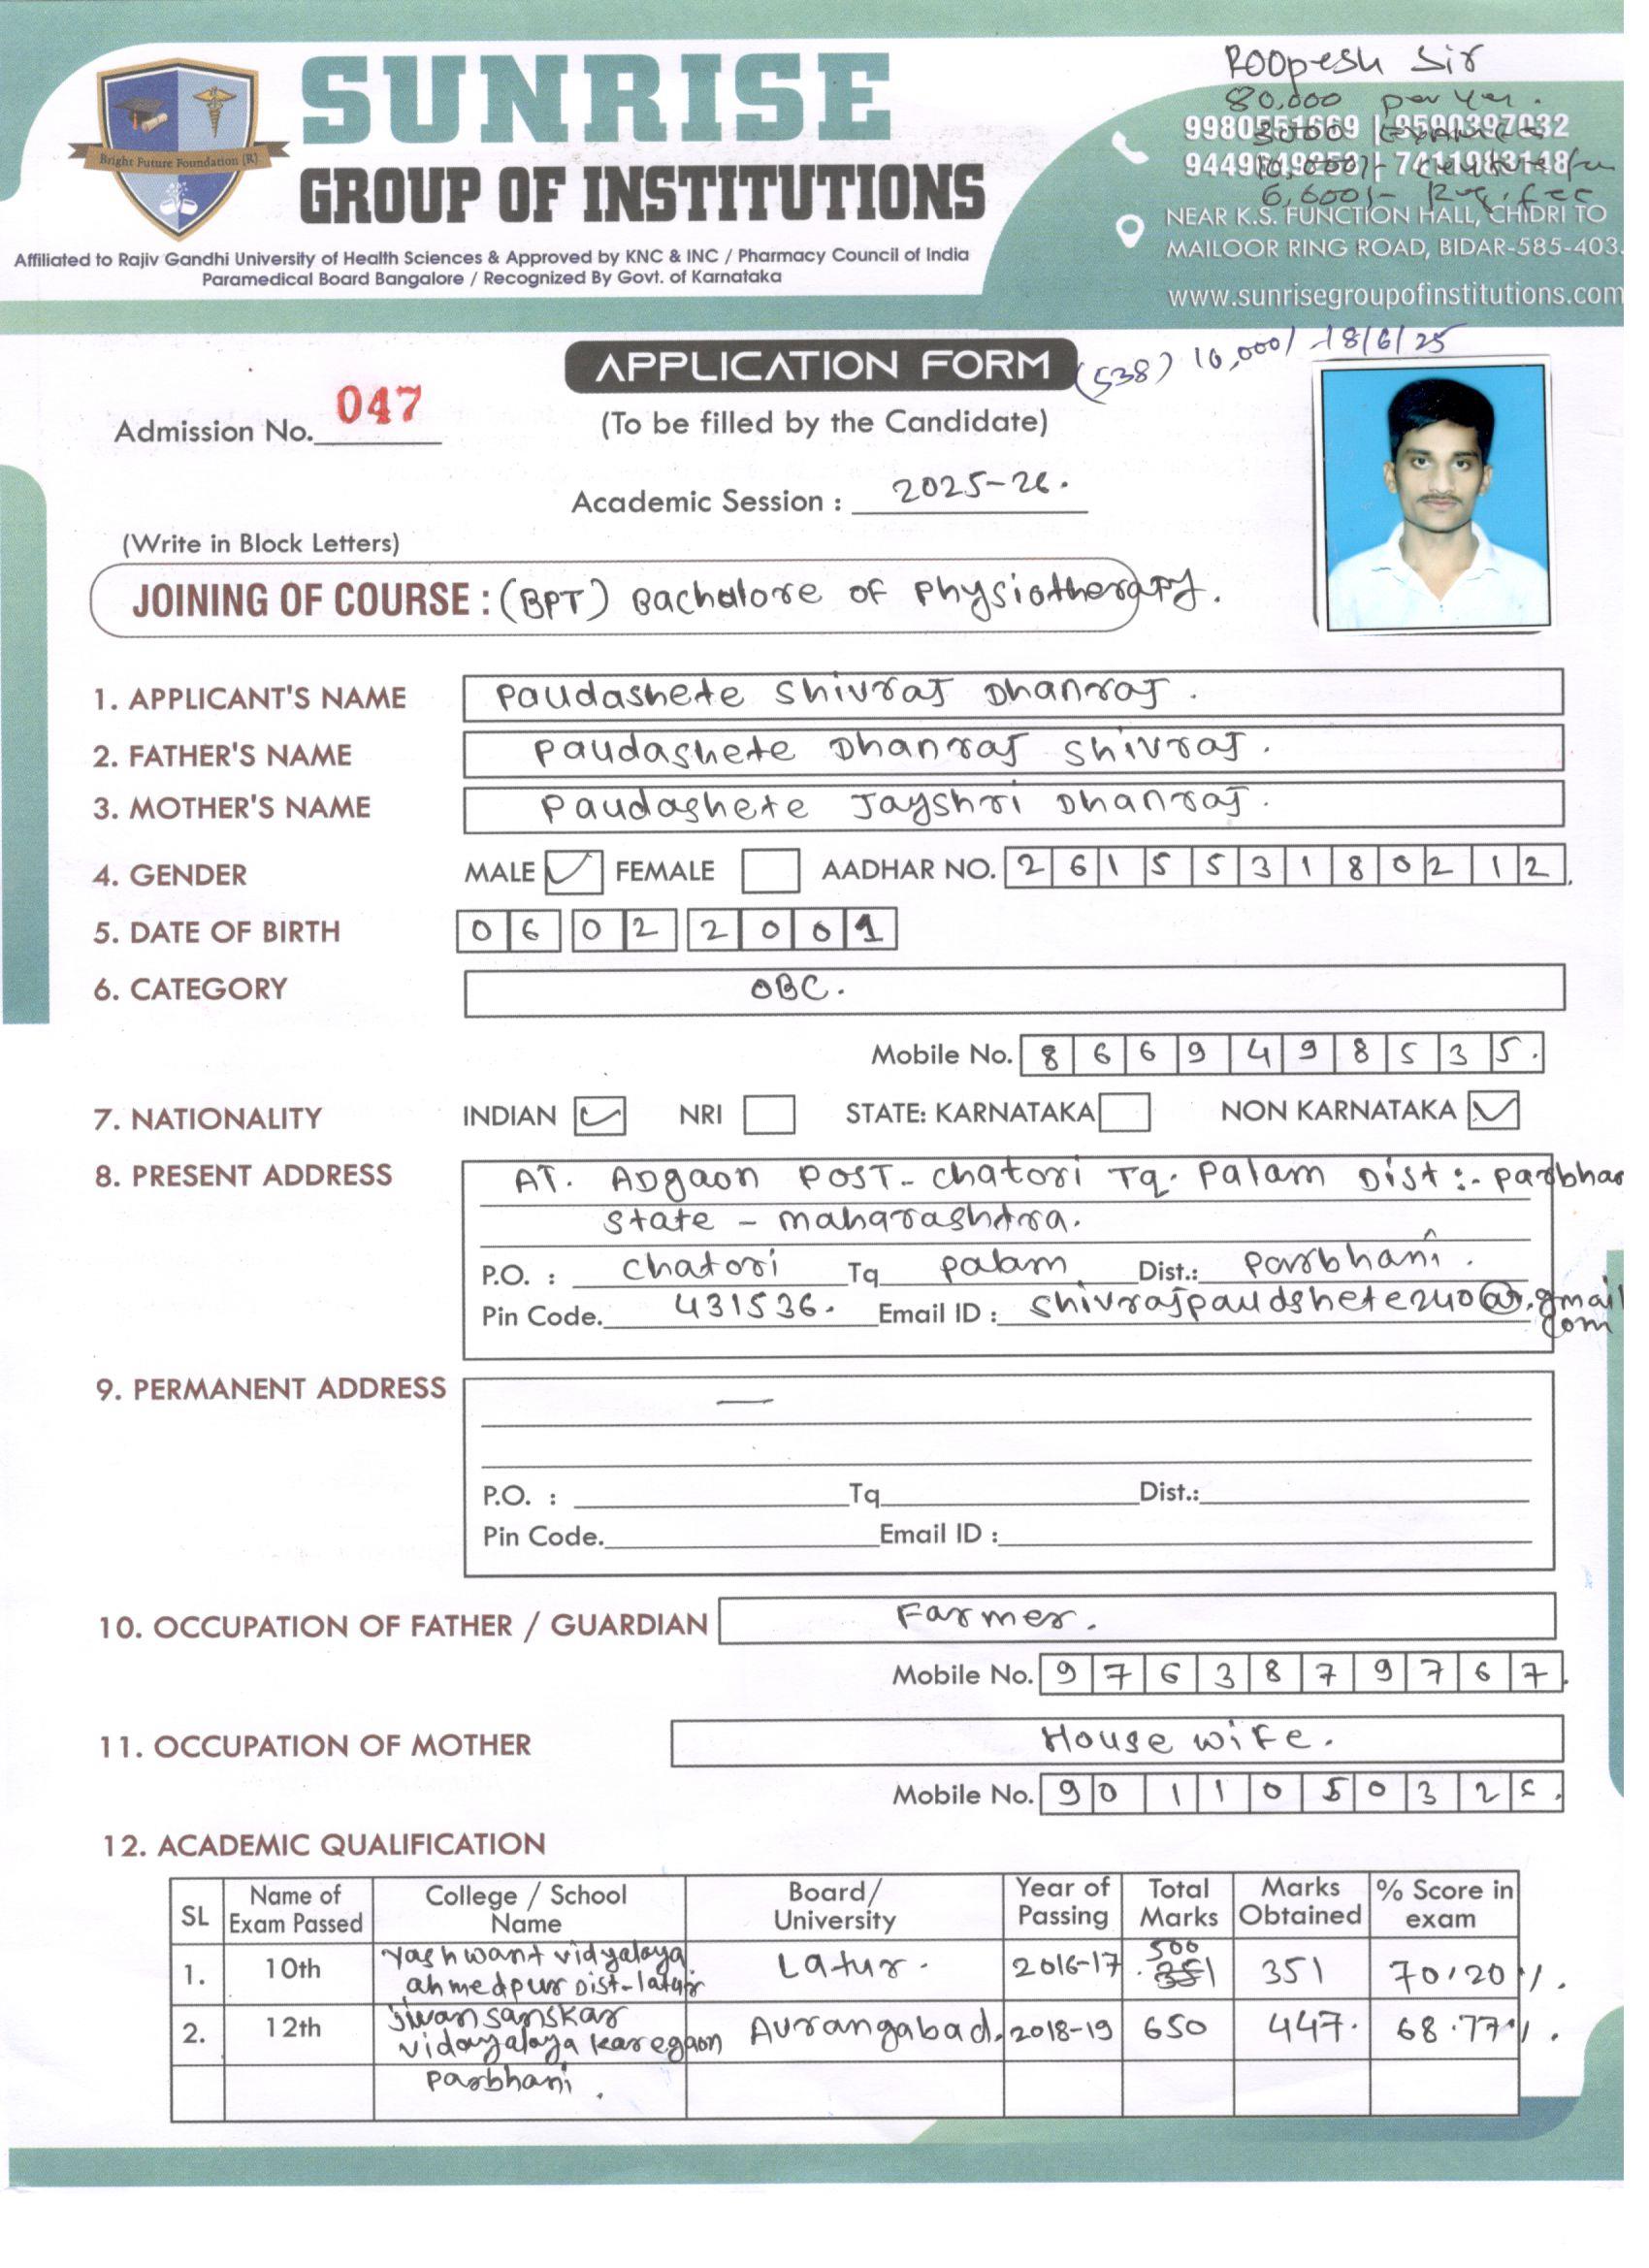 SUNRISE
GROUP OF INSTITUTIONS
Bright Future Foundation (R)
Affiliated to Rajiv Gandhi University of Health Sciences & Approved by KNC & INC / Pharmacy Council of India
Paramedical Board Bangalore / Recognized By Govt. of Karnataka
Roopesh Sir
80,000 per
9980551669 | 9590397032
3000
7411983148
6,600/- Rug. fee
NEAR K.S. FUNCTION HALL, CHIDRI TO
MAILOOR RING ROAD, BIDAR-585-403.
www.sunrisegroupofinstitutions.com
APPLICATION FORM (538) 10,000/- 18/6/25
Admission No. 047
(To be filled by the Candidate)
Academic Session : 2025-26.
(Write in Block Letters)
JOINING OF COURSE : (BPT) Bachalore of Physiotherapy.
1. APPLICANT'S NAME Paudashete Shivraj Dhanraj.
2. FATHER'S NAME Paudashete Dhanraj Shivraj.
3. MOTHER'S NAME Paudashete Jayshri Dhanraj.
4. GENDER MALE FEMALE AADHAR NO. 2 6 1 5 5 3 1 8 0 2 1 2
5. DATE OF BIRTH 0 6 0 2 2 0 0 1
6. CATEGORY OBC.
Mobile No. 8 6 6 9 4 9 8 5 3 5.
7. NATIONALITY INDIAN NRI STATE: KARNATAKA NON KARNATAKA
8. PRESENT ADDRESS AT. ADgaon POST- chatori Tq. Palam Dist :- parbhan
State - maharashtra.
P.O. : chatori Tq palam Dist.: Parbhani.
Pin Code. 431536. Email ID : shivrajpaudshete240@.gmail
com
9. PERMANENT ADDRESS —
P.O. : Tq Dist.:
Pin Code. Email ID :
10. OCCUPATION OF FATHER / GUARDIAN Farmer.
Mobile No. 9 7 6 3 8 7 9 7 6 7
11. OCCUPATION OF MOTHER House wife.
Mobile No. 9 0 1 1 0 5 0 3 2
12. ACADEMIC QUALIFICATION
SL Name of Exam Passed College / School Name Board/ University Year of Passing Total Marks Marks Obtained % Score in exam
1. 10th Yashwant vidyalaya ahmedpur Dist-latur Latur. 2016-17 500 351 351 70.20%.
2. 12th Jivan sanskar vidayalaya karegaon Parbhani. Aurangabad. 2018-19 650 447. 68.77%.